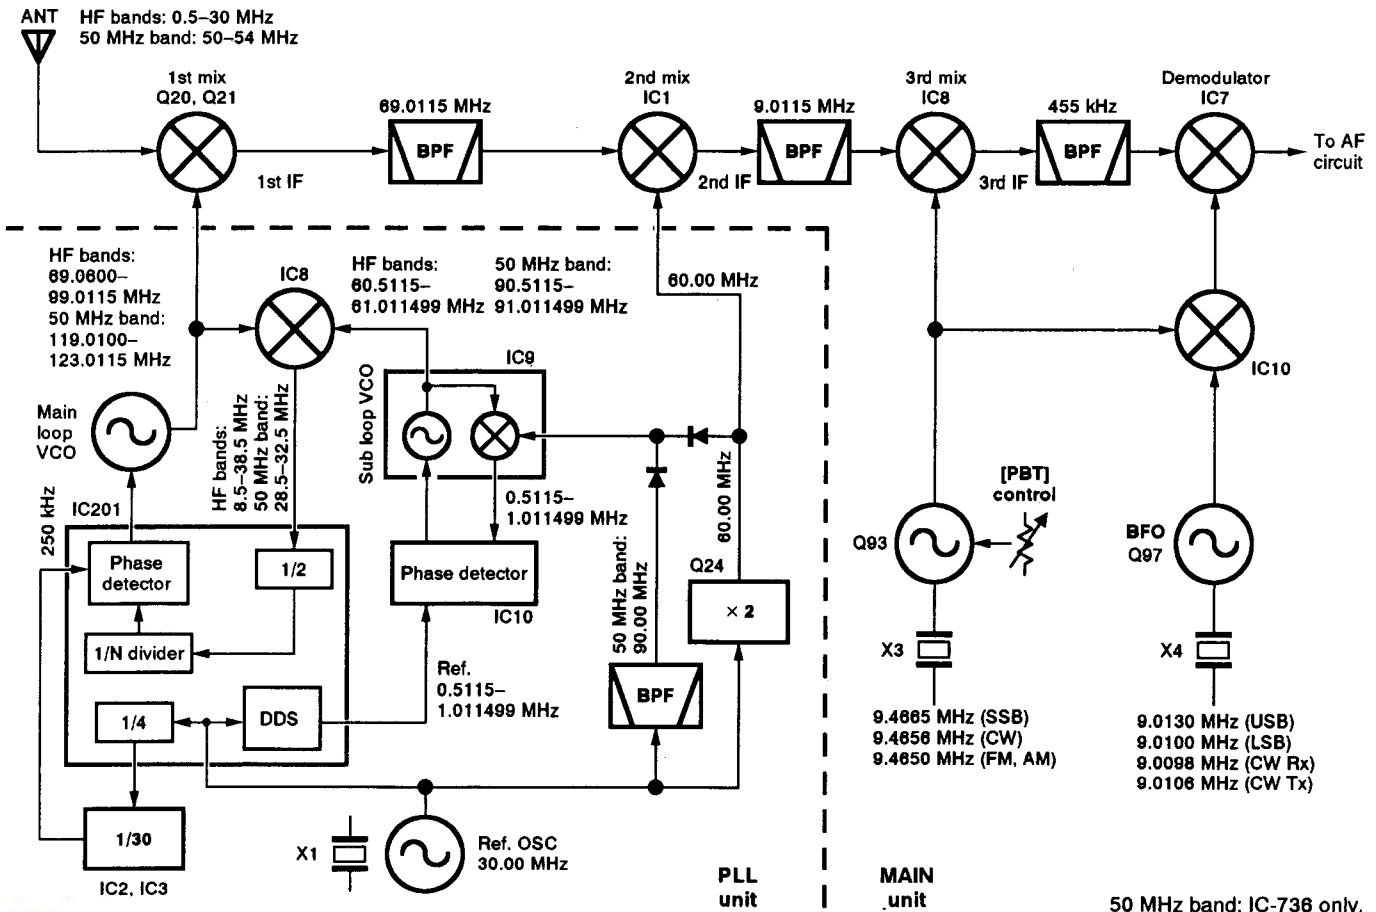 ANT
HF bands: 0.5–30 MHz
50 MHz band: 50–54 MHz
1st mix
Q20, Q21
69.0115 MHz
BPF
1st IF
2nd mix
IC1
9.0115 MHz
BPF
2nd IF
3rd mix
IC8
455 kHz
BPF
3rd IF
Demodulator
IC7
To AF
circuit
HF bands:
69.0600–
99.0115 MHz
50 MHz band:
119.0100–
123.0115 MHz
IC8
HF bands:
60.5115–
61.011499 MHz
50 MHz band:
90.5115–
91.011499 MHz
60.00 MHz
IC9
Sub loop VCO
IC10
Main
loop
VCO
HF bands:
8.5–38.5 MHz
50 MHz band:
28.5–32.5 MHz
0.5115–
1.011499 MHz
60.00 MHz
250 kHz
IC201
Phase
detector
1/2
1/N divider
1/4
DDS
Phase detector
IC10
Ref.
0.5115–
1.011499 MHz
50 MHz band:
90.00 MHz
BPF
Q24
× 2
[PBT]
control
Q93
BFO
Q97
X3
X4
9.4665 MHz (SSB)
9.4656 MHz (CW)
9.4650 MHz (FM, AM)
9.0130 MHz (USB)
9.0100 MHz (LSB)
9.0098 MHz (CW Rx)
9.0106 MHz (CW Tx)
1/30
IC2, IC3
X1
Ref. OSC
30.00 MHz
PLL
unit
MAIN
unit
50 MHz band: IC-736 only.